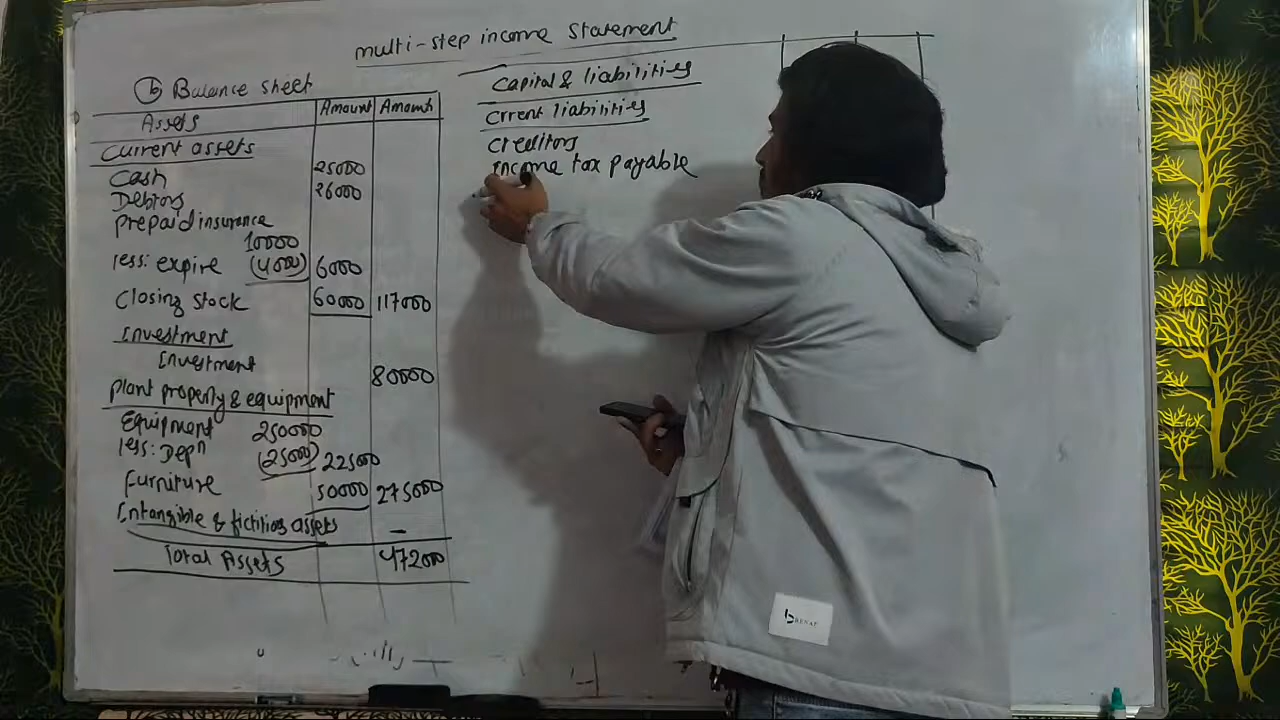 multi-step income Statement
b Balance sheet
Assets Amount Amount
Current assets
Cash 25000
Debtors 26000
prepaid insurance
10000
less: expire (4000) 6000
Closing stock 60000 117000
Investment
Investment 80000
plant property & equipment
Equipment 250000
less: Depn (25000) 225000
Furniture 50000 275000
Intangible & fictitious assets —
Total Assets 472000
Capital & liabilities
Crrent liabilities
Creditors
Income tax payable